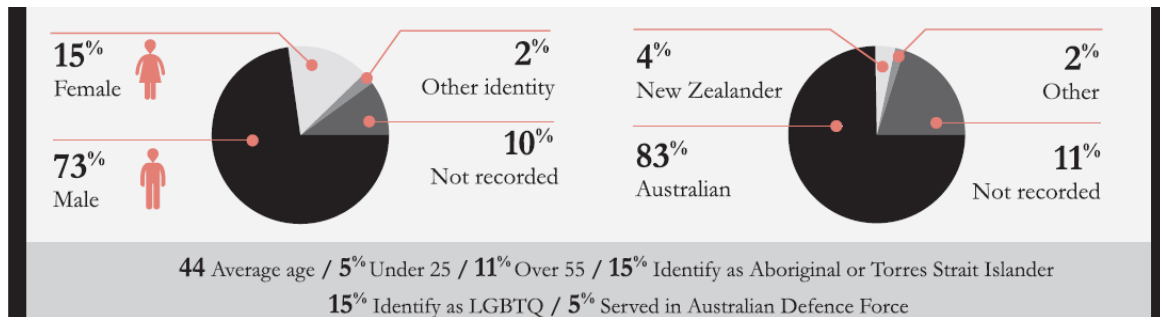 15%
Female
2%
Other identity
73%
Male
10%
Not recorded
4%
New Zealander
2%
Other
83%
Australian
11%
Not recorded
44 Average age / 5% Under 25 / 11% Over 55 / 15% Identify as Aboriginal or Torres Strait Islander
15% Identify as LGBTQ / 5% Served in Australian Defence Force